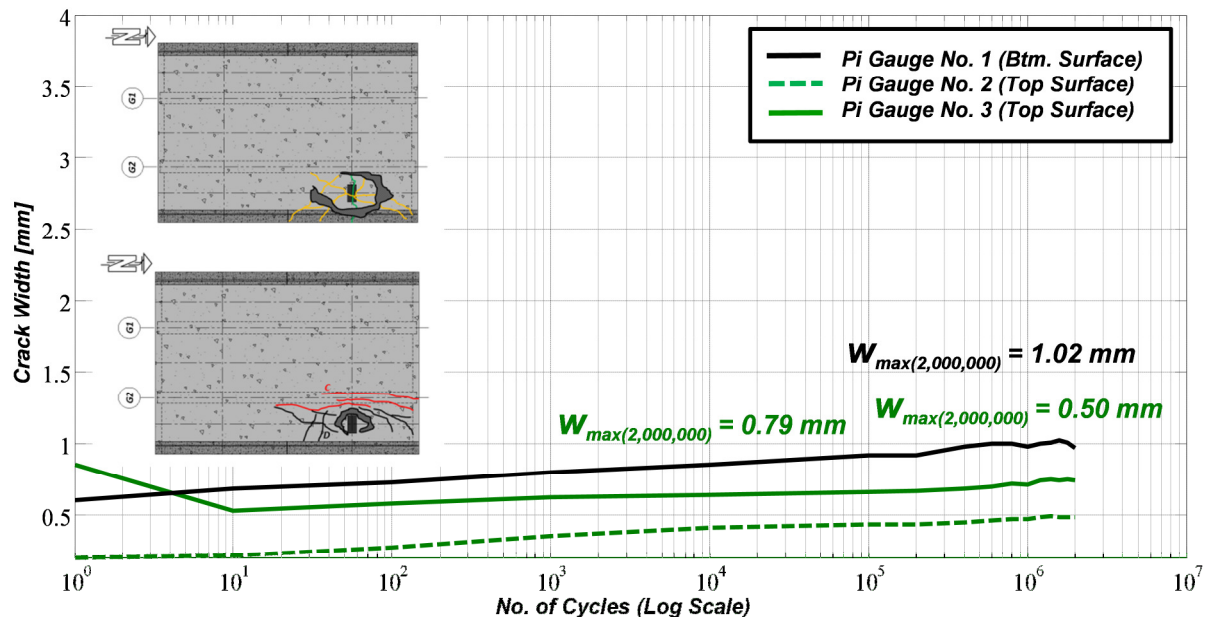 4
3.5
3
2.5
2
1.5
1
0.5
Crack Width [mm]
Pi Gauge No. 1 (Btm. Surface)
Pi Gauge No. 2 (Top Surface)
Pi Gauge No. 3 (Top Surface)
N
G1
G2
N
G1
G2
C
D
W max(2,000,000) = 1.02 mm
W max(2,000,000) = 0.79 mm
W max(2,000,000) = 0.50 mm
10^0
10^1
10^2
10^3
10^4
10^5
10^6
10^7
No. of Cycles (Log Scale)